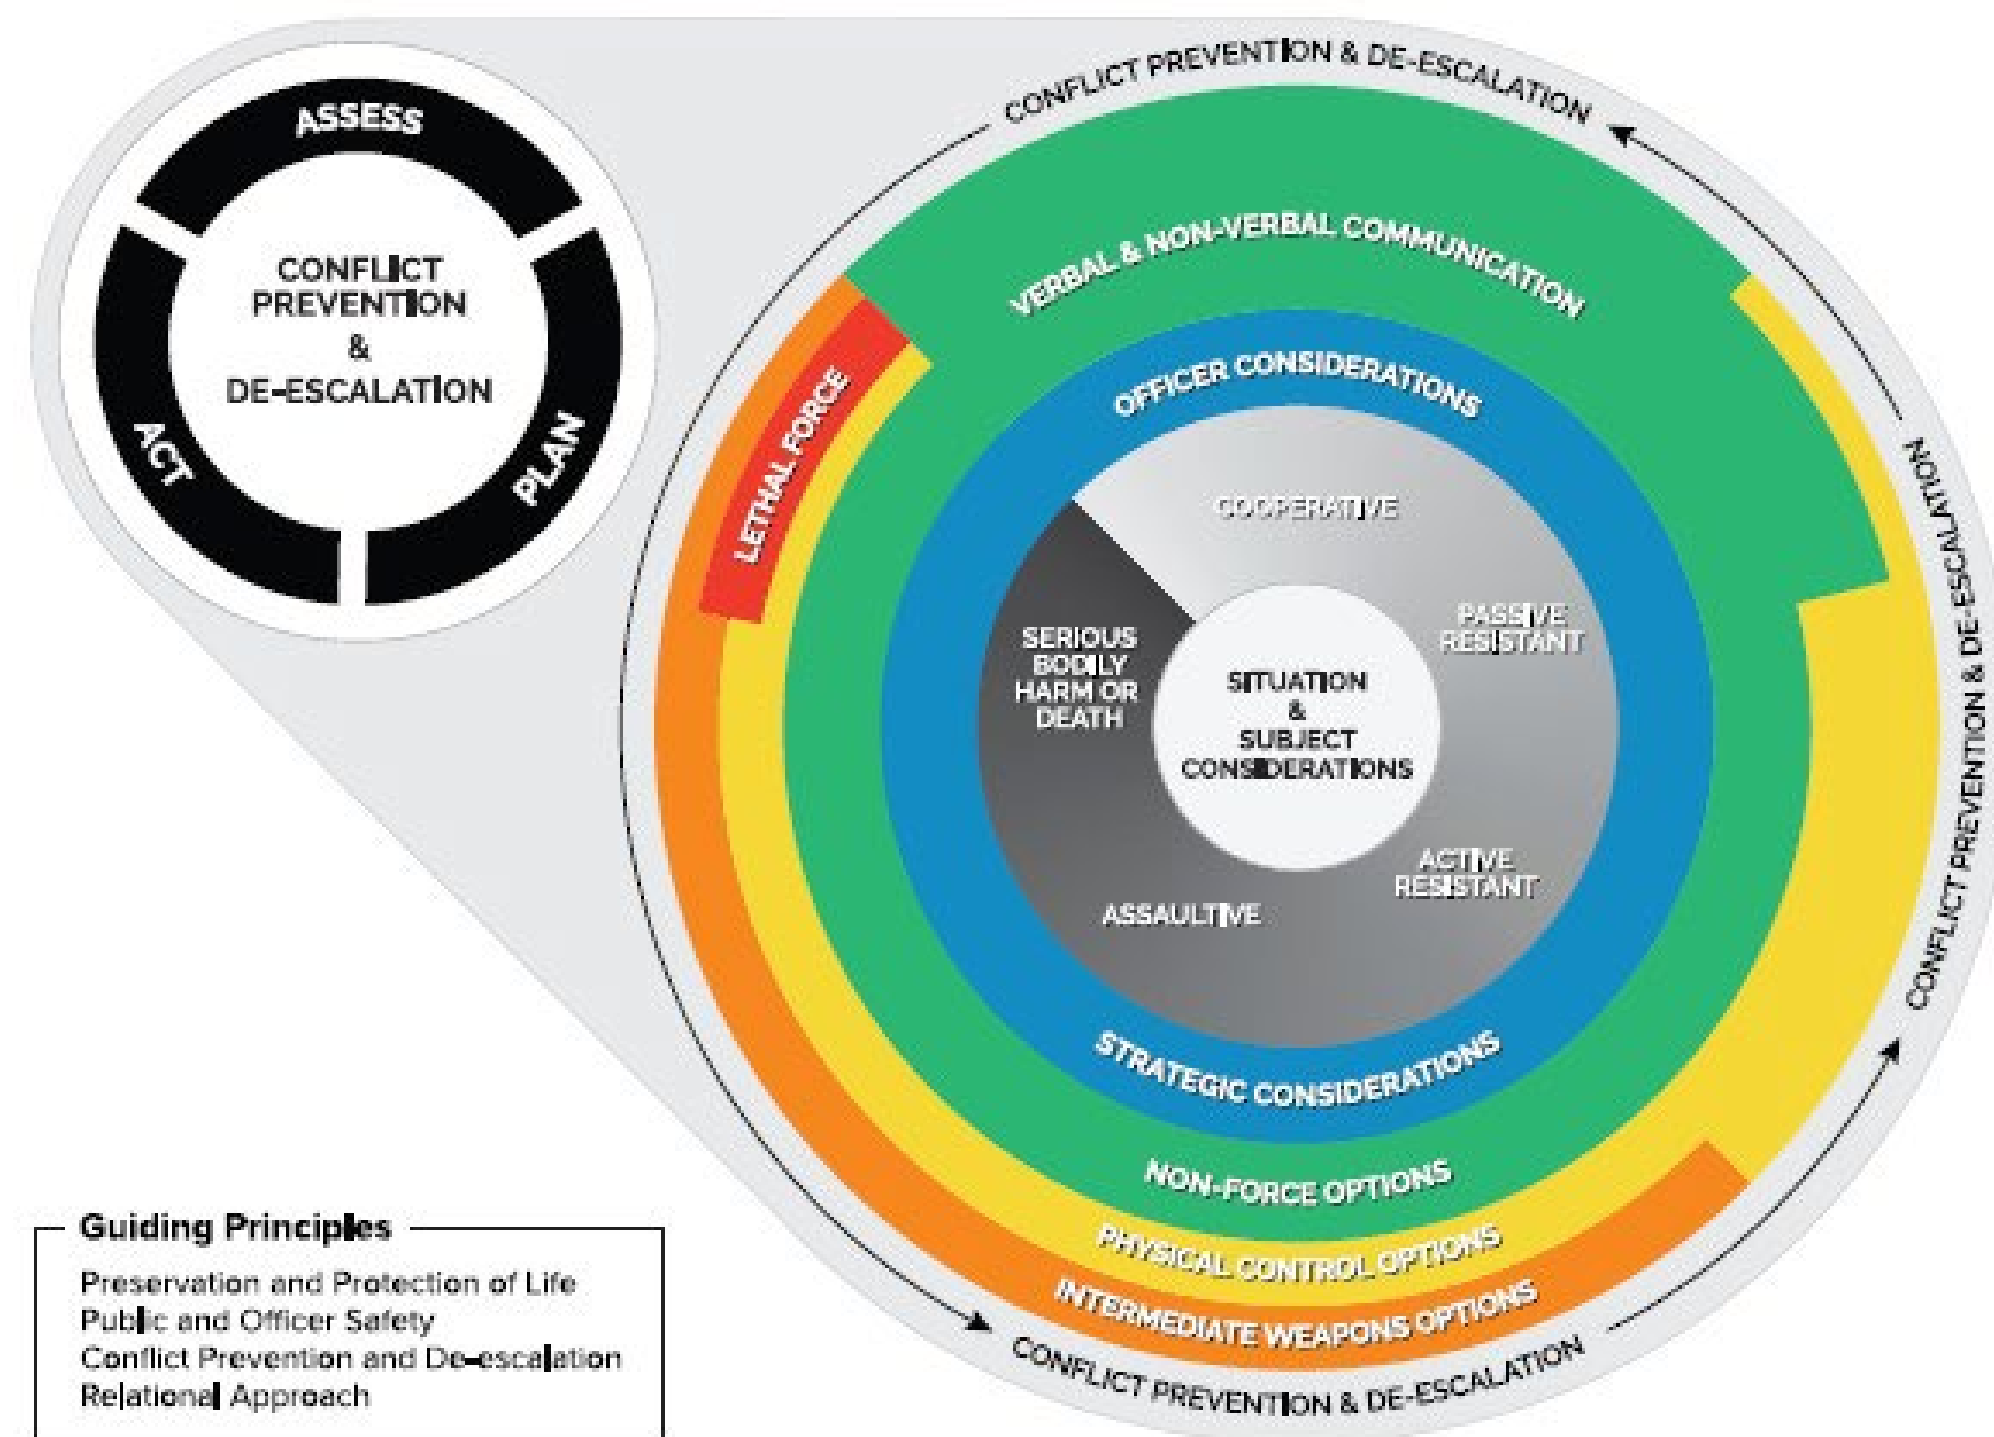 ASSESS
PLAN
ACT
CONFLICT
PREVENTION
&
DE-ESCALATION
CONFLICT PREVENTION & DE-ESCALATION
CONFLICT PREVENTION & DE-ESCALATION
CONFLICT PREVENTION & DE-ESCALATION
VERBAL & NON-VERBAL COMMUNICATION
OFFICER CONSIDERATIONS
LETHAL FORCE
COOPERATIVE
PASSIVE
RESISTANT
ACTIVE
RESISTANT
ASSAULTIVE
SERIOUS
BODILY
HARM OR
DEATH
SITUATION
&
SUBJECT
CONSIDERATIONS
STRATEGIC CONSIDERATIONS
NON-FORCE OPTIONS
PHYSICAL CONTROL OPTIONS
INTERMEDIATE WEAPONS OPTIONS
Guiding Principles
Preservation and Protection of Life
Public and Officer Safety
Conflict Prevention and De-escalation
Relational Approach